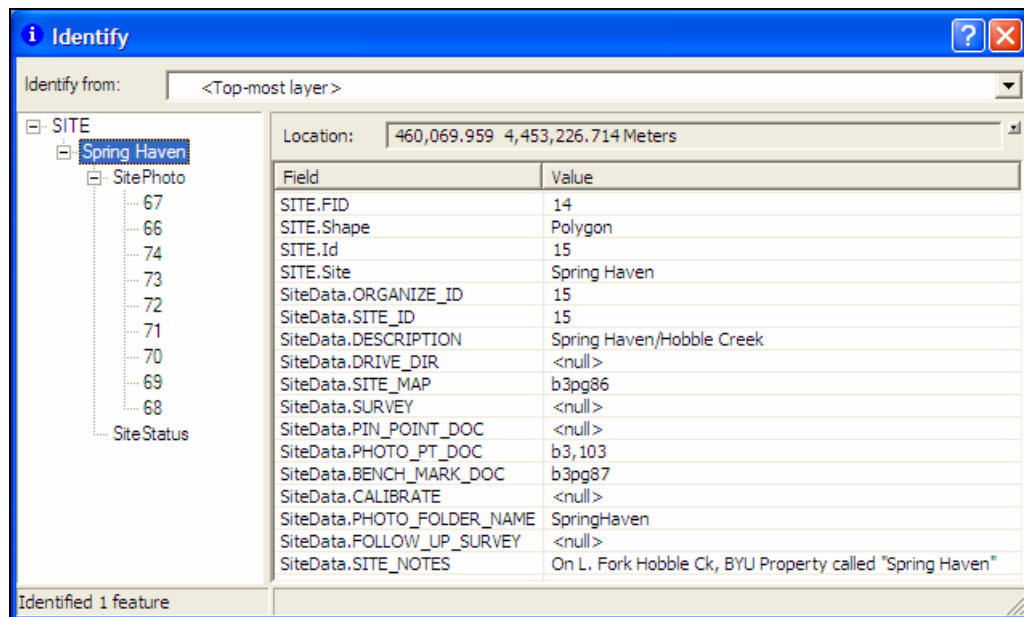 Identify
Identify from: <Top-most layer>
SITE
Spring Haven
SitePhoto
67
66
74
73
72
71
70
69
68
SiteStatus
Location: 460,069.959 4,453,226.714 Meters
Field Value
SITE.FID 14
SITE.Shape Polygon
SITE.Id 15
SITE.Site Spring Haven
SiteData.ORGANIZE_ID 15
SiteData.SITE_ID 15
SiteData.DESCRIPTION Spring Haven/Hobble Creek
SiteData.DRIVE_DIR <null>
SiteData.SITE_MAP b3pg86
SiteData.SURVEY <null>
SiteData.PIN_POINT_DOC <null>
SiteData.PHOTO_PT_DOC b3,103
SiteData.BENCH_MARK_DOC b3pg87
SiteData.CALIBRATE <null>
SiteData.PHOTO_FOLDER_NAME SpringHaven
SiteData.FOLLOW_UP_SURVEY <null>
SiteData.SITE_NOTES On L. Fork Hobble Ck, BYU Property called "Spring Haven"
Identified 1 feature